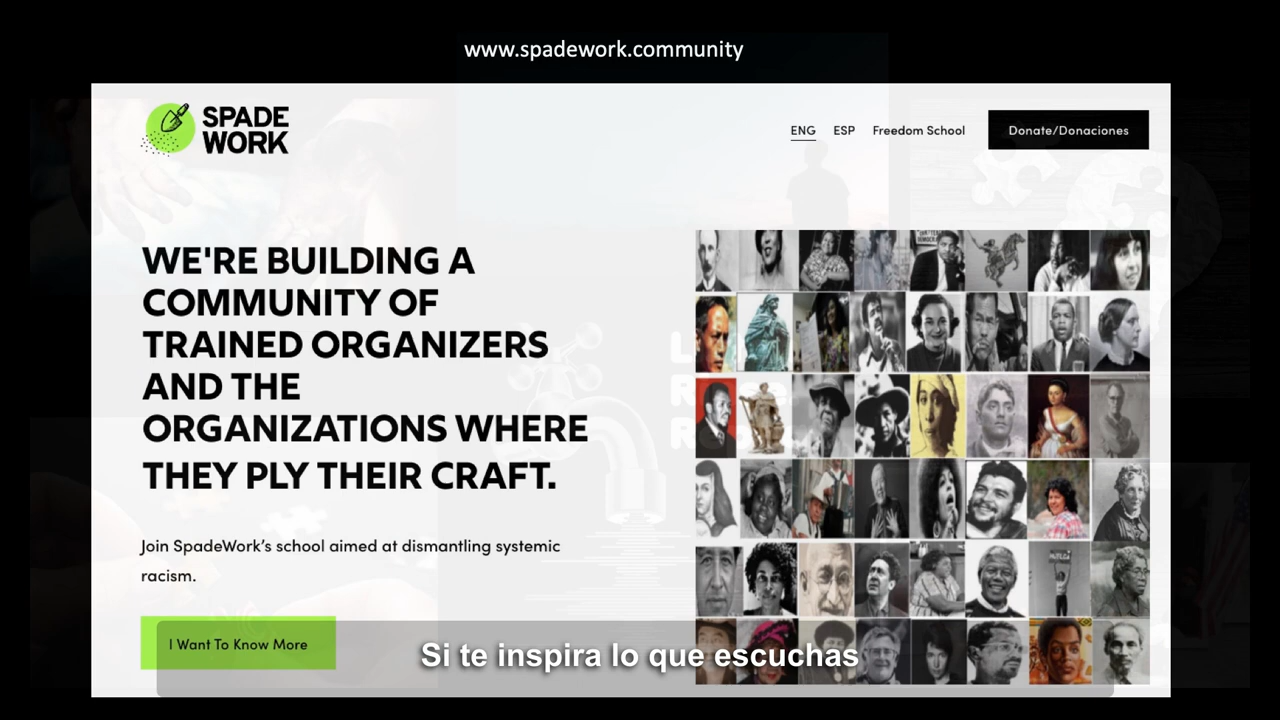 www.spadework.community
SPADE
WORK
ENG ESP Freedom School Donate/Donaciones
WE'RE BUILDING A
COMMUNITY OF
TRAINED ORGANIZERS
AND THE
ORGANIZATIONS WHERE
THEY PLY THEIR CRAFT.
Join SpadeWork's school aimed at dismantling systemic
racism.
I Want To Know More
Si te inspira lo que escuchas